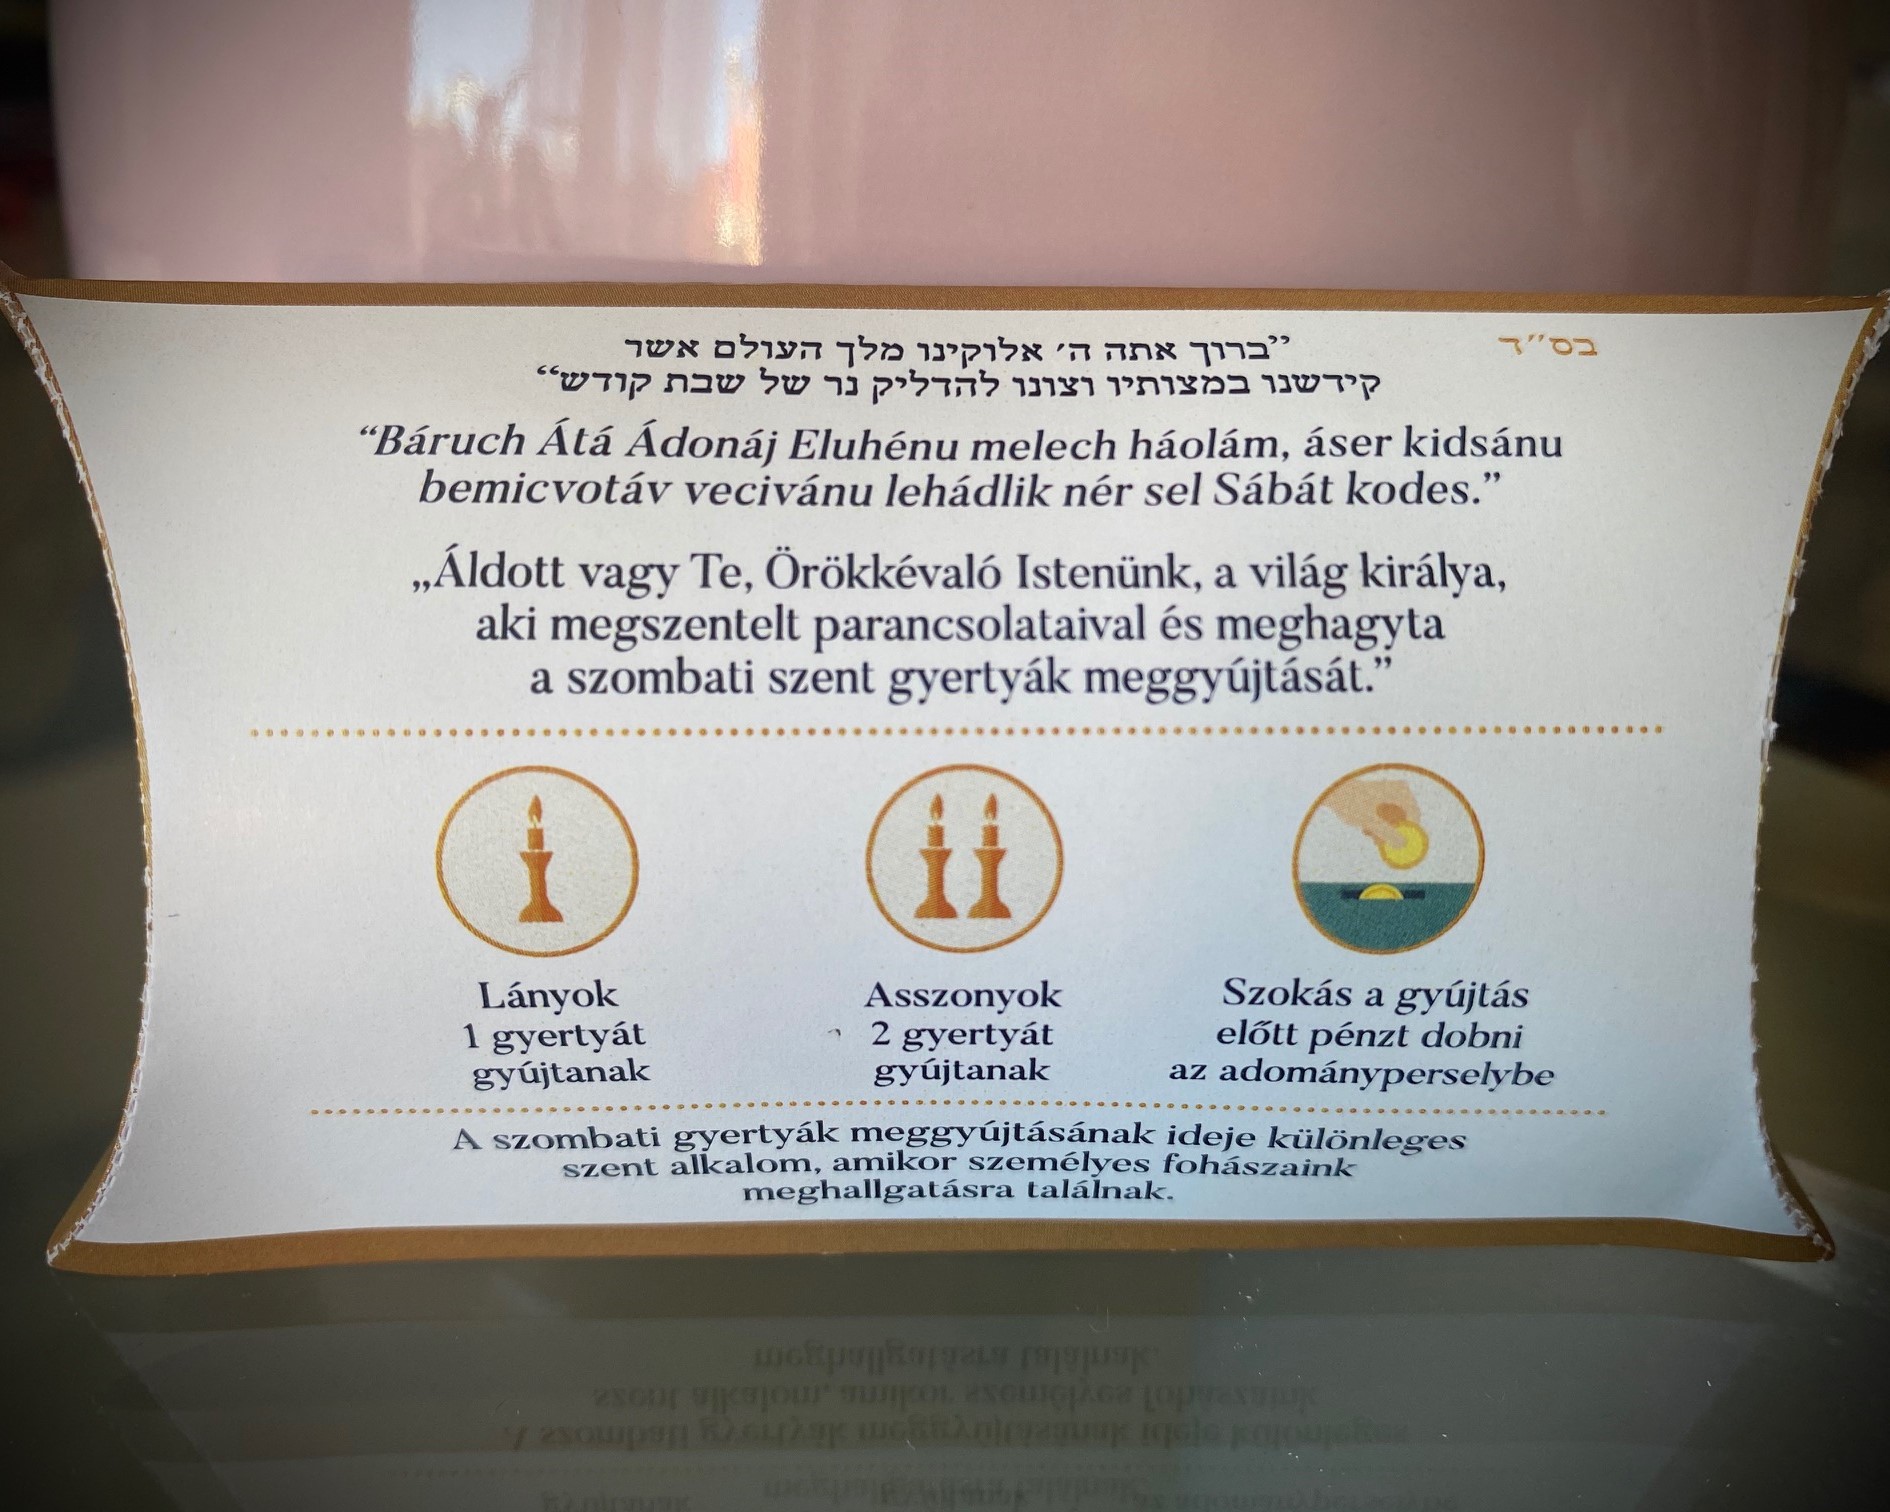 בס״ד
”ברוך אתה ה׳ אלוקינו מלך העולם אשר
קידשנו במצותיו וצונו להדליק נר של שבת קודש“
“Báruch Átá Ádonáj Eluhénu melech háolám, áser kidsánu
bemicvotáv vecivánu lehádlik nér sel Sábát kodes.”
„Áldott vagy Te, Örökkévaló Istenünk, a világ királya,
aki megszentelt parancsolataival és meghagyta
a szombati szent gyertyák meggyújtását.”
Lányok
1 gyertyát
gyújtanak
Asszonyok
2 gyertyát
gyújtanak
Szokás a gyújtás
előtt pénzt dobni
az adományperselybe
A szombati gyertyák meggyújtásának ideje különleges
szent alkalom, amikor személyes fohászaink
meghallgatásra találnak.